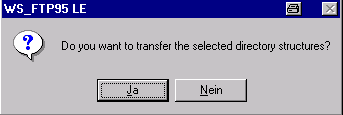 WS_FTP95 LE
Do you want to transfer the selected directory structures?
Ja
Nein